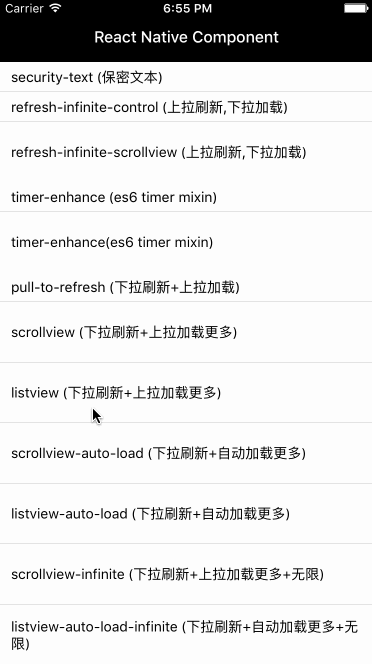 Carrier 6:55 PM
React Native Component
security-text (保密文本)
refresh-infinite-control (上拉刷新,下拉加载)
refresh-infinite-scrollview (上拉刷新,下拉加载)
timer-enhance (es6 timer mixin)
timer-enhance(es6 timer mixin)
pull-to-refresh (下拉刷新+上拉加载)
scrollview (下拉刷新+上拉加载更多)
listview (下拉刷新+上拉加载更多)
scrollview-auto-load (下拉刷新+自动加载更多)
listview-auto-load (下拉刷新+自动加载更多)
scrollview-infinite (下拉刷新+上拉加载更多+无限)
listview-auto-load-infinite (下拉刷新+自动加载更多+无
限)